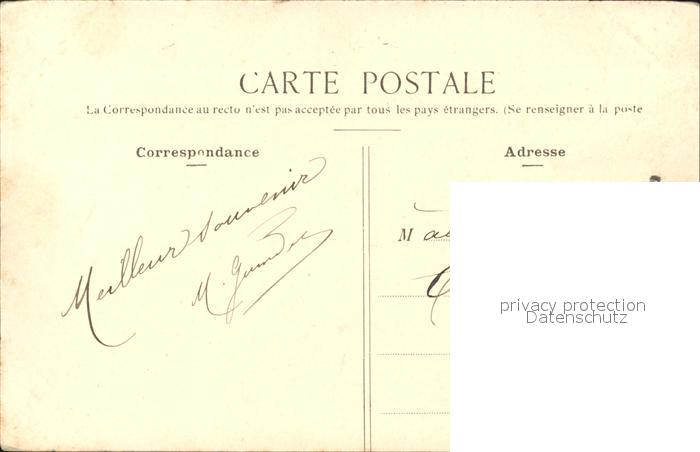 CARTE POSTALE
La Correspondance au recto n'est pas acceptée par tous les pays étrangers. (Se renseigner à la poste
Correspondance
Adresse
Meilleur souvenir
M.
M
privacy protection
Datenschutz